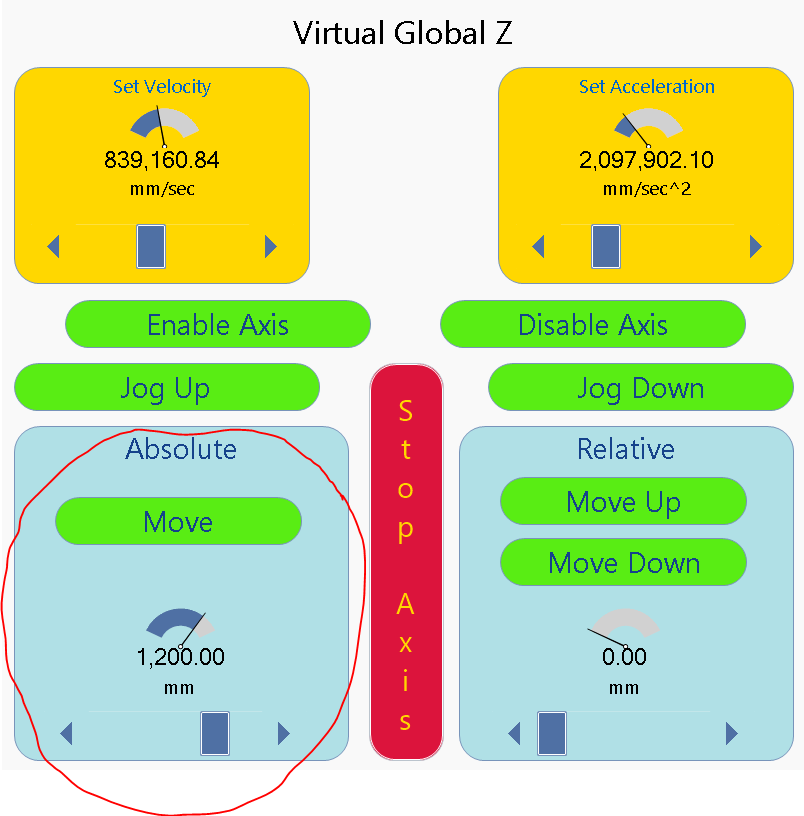 Virtual Global Z
Set Velocity
839,160.84
mm/sec
Set Acceleration
2,097,902.10
mm/sec^2
Enable Axis
Disable Axis
Jog Up
Jog Down
Absolute
Move
1,200.00
mm
Stop Axis
Relative
Move Up
Move Down
0.00
mm